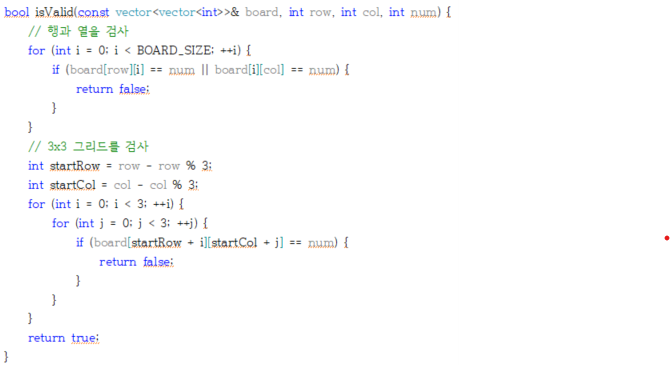 bool isValid(const vector<vector<int>>& board, int row, int col, int num) {
    // 행과 열을 검사
    for (int i = 0; i < BOARD_SIZE; ++i) {
        if (board[row][i] == num || board[i][col] == num) {
            return false;
        }
    }
    // 3x3 그리드를 검사
    int startRow = row - row % 3;
    int startCol = col - col % 3;
    for (int i = 0; i < 3; ++i) {
        for (int j = 0; j < 3; ++j) {
            if (board[startRow + i][startCol + j] == num) {
                return false;
            }
        }
    }
    return true;
}